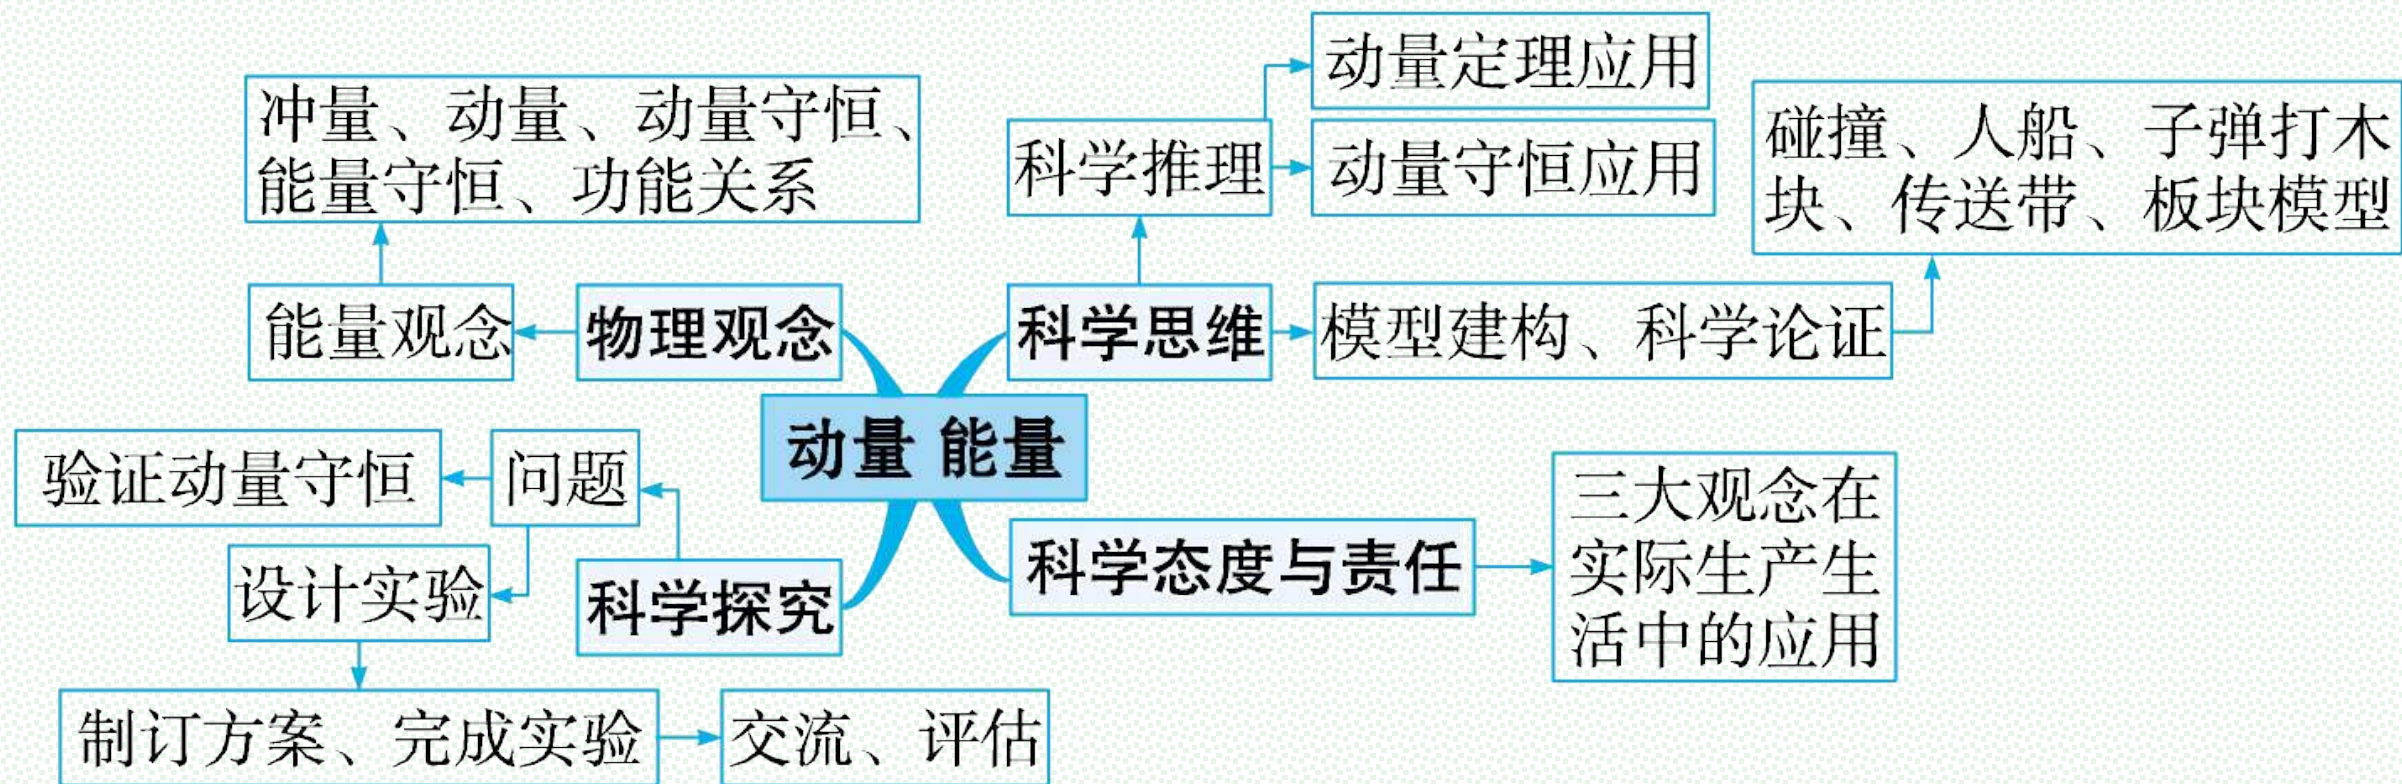 动量定理应用
冲量、动量、动量守恒、
能量守恒、功能关系
科学推理
动量守恒应用
碰撞、人船、子弹打木
块、传送带、板块模型
能量观念
物理观念
科学思维
模型建构、科学论证
动量 能量
验证动量守恒
问题
三大观念在
实际生产生
活中的应用
设计实验
科学探究
科学态度与责任
制订方案、完成实验
交流、评估